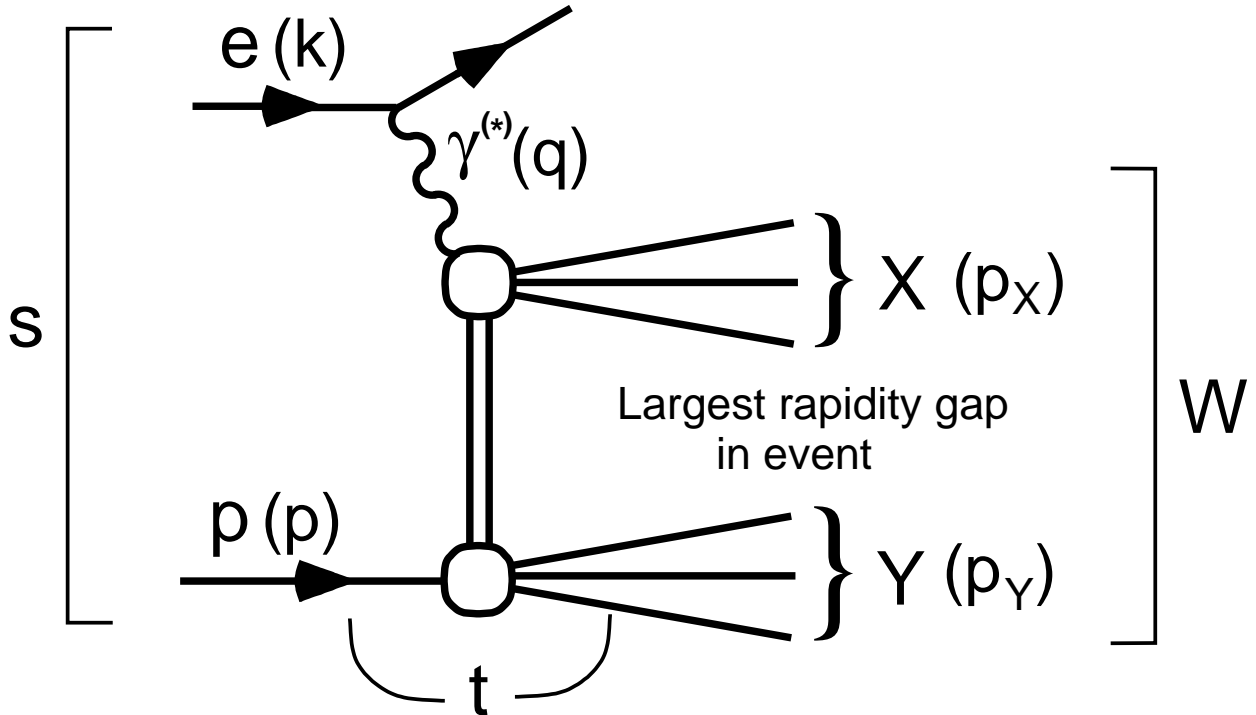 e (k)
γ(*)(q)
s
X (pX)
Largest rapidity gap
in event
W
p (p)
Y (pY)
t